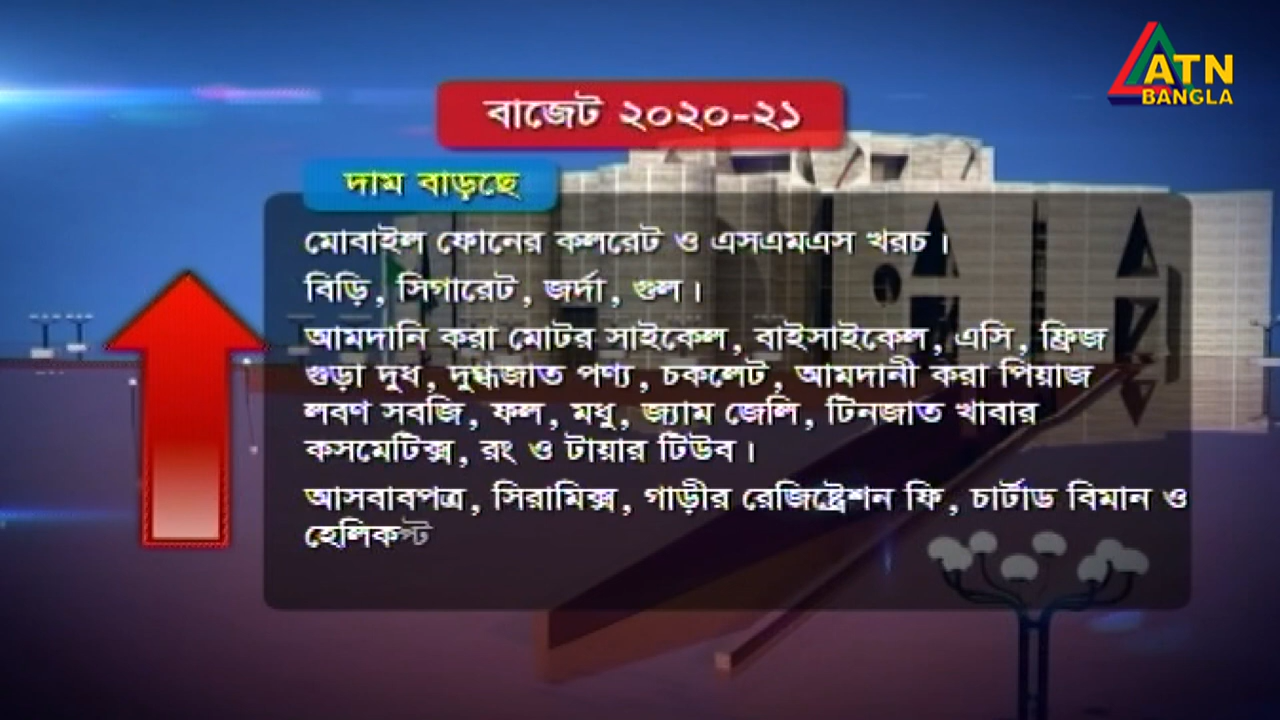 ATN
BANGLA
বাজেট ২০২০-২১
দাম বাড়ছে
মোবাইল ফোনের কলরেট ও এসএমএস খরচ।
বিড়ি, সিগারেট, জর্দা, গুল।
আমদানি করা মোটর সাইকেল, বাইসাইকেল, এসি, ফ্রিজ
গুড়া দুধ, দুগ্ধজাত পণ্য, চকলেট, আমদানী করা পিয়াজ
লবণ সবজি, ফল, মধু, জ্যাম জেলি, টিনজাত খাবার
কসমেটিক্স, রং ও টায়ার টিউব।
আসবাবপত্র, সিরামিক্স, গাড়ীর রেজিষ্ট্রেশন ফি, চার্টার্ড বিমান ও